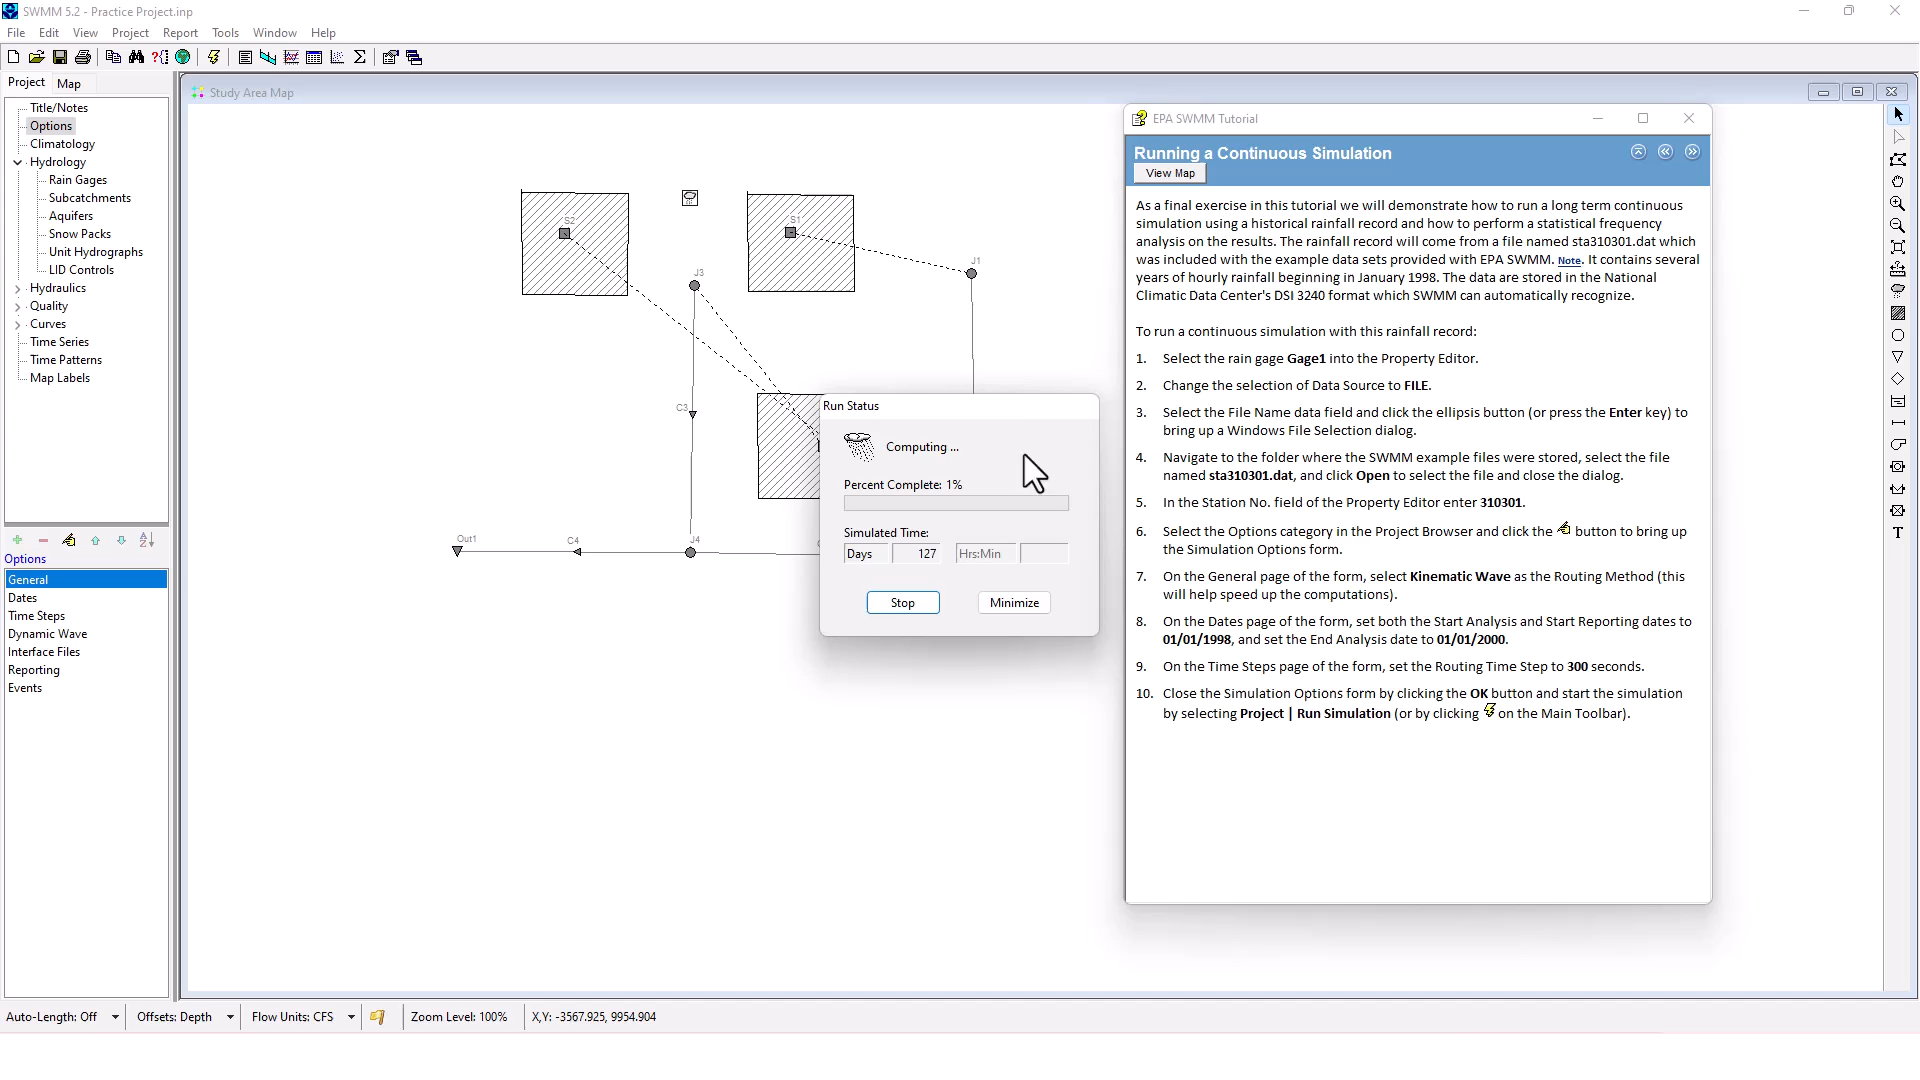 SWMM 5.2 - Practice Project.inp
File Edit View Project Report Tools Window Help
Project Map
Title/Notes
Options
Climatology
Hydrology
Rain Gages
Subcatchments
Aquifers
Snow Packs
Unit Hydrographs
LID Controls
Hydraulics
Quality
Curves
Time Series
Time Patterns
Map Labels
Options
General
Dates
Time Steps
Dynamic Wave
Interface Files
Reporting
Events
Study Area Map
S2
S1
J3
J1
C3
Out1
C4
J4
Run Status
Computing ...
Percent Complete: 1%
Simulated Time:
Days 127 Hrs:Min
Stop Minimize
EPA SWMM Tutorial
Running a Continuous Simulation
View Map
As a final exercise in this tutorial we will demonstrate how to run a long term continuous
simulation using a historical rainfall record and how to perform a statistical frequency
analysis on the results. The rainfall record will come from a file named sta310301.dat which
was included with the example data sets provided with EPA SWMM. Note. It contains several
years of hourly rainfall beginning in January 1998. The data are stored in the National
Climatic Data Center's DSI 3240 format which SWMM can automatically recognize.
To run a continuous simulation with this rainfall record:
1. Select the rain gage Gage1 into the Property Editor.
2. Change the selection of Data Source to FILE.
3. Select the File Name data field and click the ellipsis button (or press the Enter key) to
bring up a Windows File Selection dialog.
4. Navigate to the folder where the SWMM example files were stored, select the file
named sta310301.dat, and click Open to select the file and close the dialog.
5. In the Station No. field of the Property Editor enter 310301.
6. Select the Options category in the Project Browser and click the button to bring up
the Simulation Options form.
7. On the General page of the form, select Kinematic Wave as the Routing Method (this
will help speed up the computations).
8. On the Dates page of the form, set both the Start Analysis and Start Reporting dates to
01/01/1998, and set the End Analysis date to 01/01/2000.
9. On the Time Steps page of the form, set the Routing Time Step to 300 seconds.
10. Close the Simulation Options form by clicking the OK button and start the simulation
by selecting Project | Run Simulation (or by clicking on the Main Toolbar).
Auto-Length: Off Offsets: Depth Flow Units: CFS Zoom Level: 100% X,Y: -3567.925, 9954.904